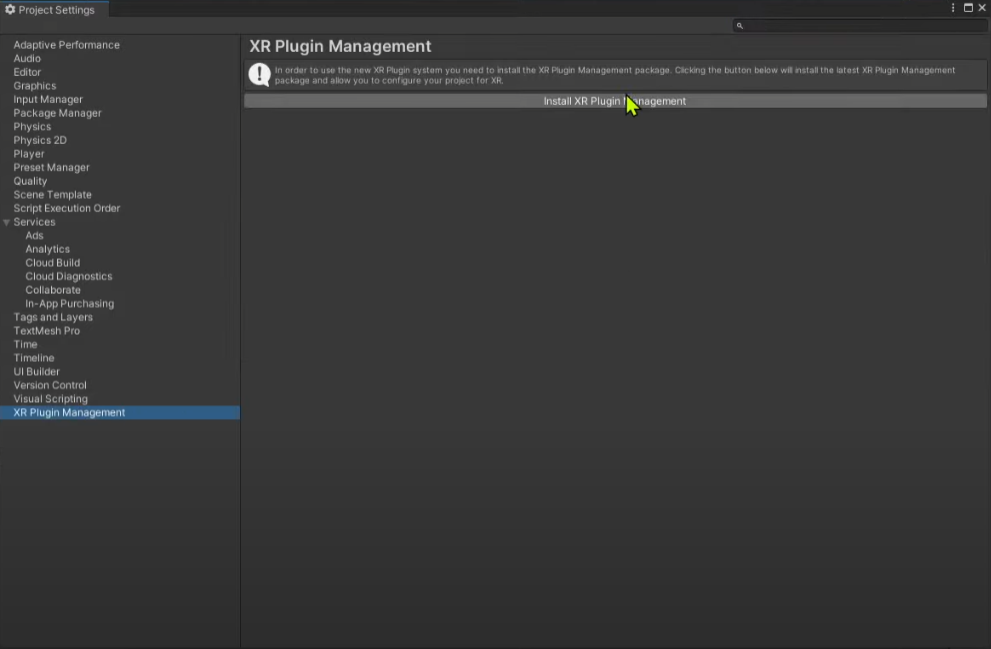 Project Settings
Adaptive Performance
Audio
Editor
Graphics
Input Manager
Package Manager
Physics
Physics 2D
Player
Preset Manager
Quality
Scene Template
Script Execution Order
Services
Ads
Analytics
Cloud Build
Cloud Diagnostics
Collaborate
In-App Purchasing
Tags and Layers
TextMesh Pro
Time
Timeline
UI Builder
Version Control
Visual Scripting
XR Plugin Management
XR Plugin Management
In order to use the new XR Plugin system you need to install the XR Plugin Management package. Clicking the button below will install the latest XR Plugin Management
package and allow you to configure your project for XR.
Install XR Plugin Management